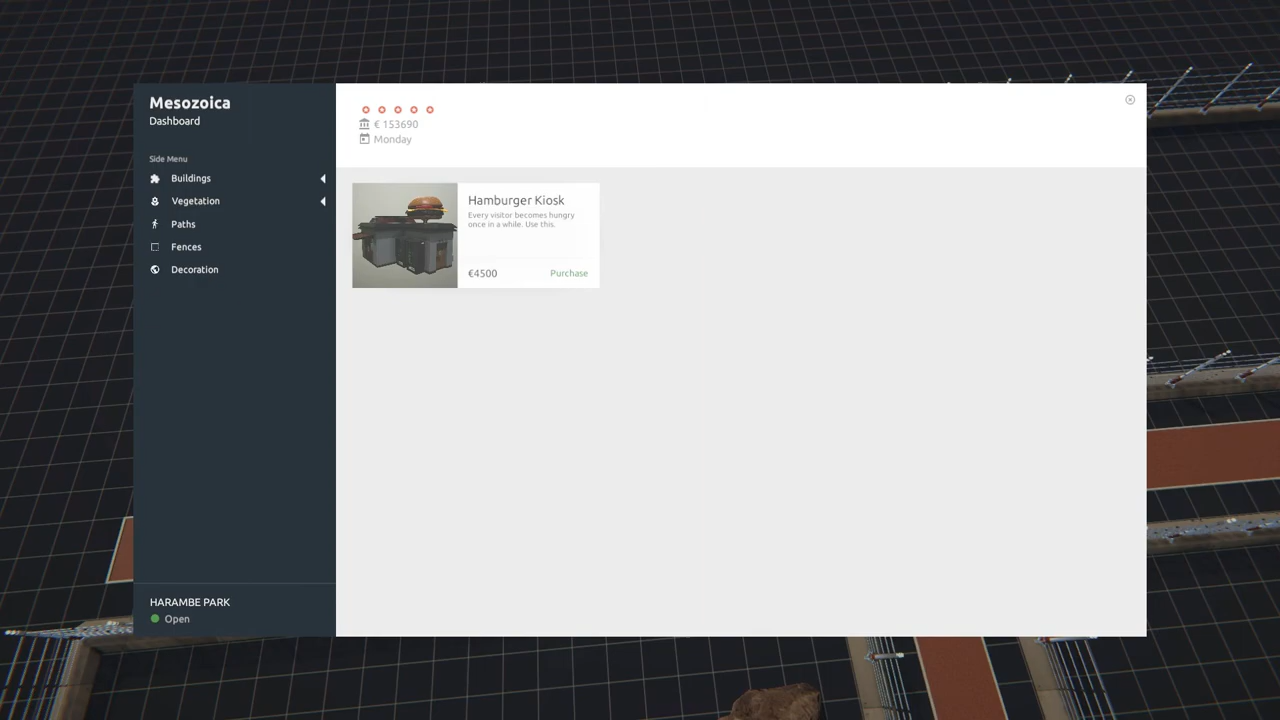 Mesozoica
Dashboard
Side Menu
Buildings
Vegetation
Paths
Fences
Decoration
HARAMBE PARK
Open
€ 153690
Monday
Hamburger Kiosk
Every visitor becomes hungry
once in a while. Use this.
€4500
Purchase